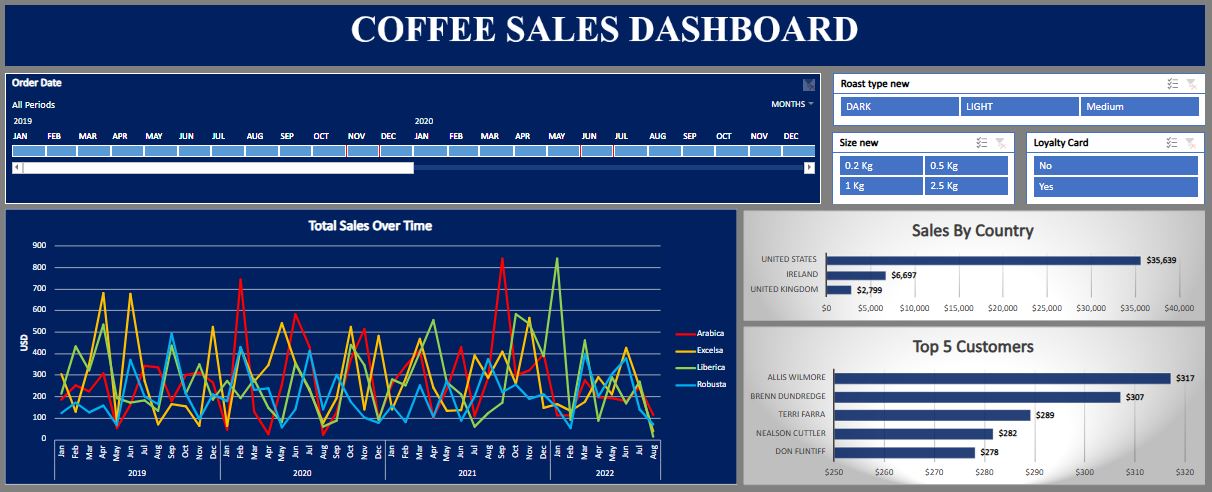 COFFEE SALES DASHBOARD
Order Date
All Periods
MONTHS
2019 2020
JAN FEB MAR APR MAY JUN JUL AUG SEP OCT NOV DEC JAN FEB MAR APR MAY JUN JUL AUG SEP OCT NOV DEC
Roast type new
DARK LIGHT Medium
Size new
0.2 Kg 0.5 Kg
1 Kg 2.5 Kg
Loyalty Card
No
Yes
Total Sales Over Time
900
800
700
600
500
400
300
200
100
0
USD
Jan Feb Mar Apr May Jun Jul Aug Sep Oct Nov Dec Jan Feb Mar Apr May Jun Jul Aug Sep Oct Nov Dec Jan Feb Mar Apr May Jun Jul Aug Sep Oct Nov Dec Jan Feb Mar Apr May Jun Jul Aug
2019 2020 2021 2022
Arabica
Excelsa
Liberica
Robusta
Sales By Country
UNITED STATES $35,639
IRELAND $6,697
UNITED KINGDOM $2,799
$0 $5,000 $10,000 $15,000 $20,000 $25,000 $30,000 $35,000 $40,000
Top 5 Customers
ALLIS WILMORE $317
BRENN DUNDREDGE $307
TERRI FARRA $289
NEALSON CUTTLER $282
DON FLINTIFF $278
$250 $260 $270 $280 $290 $300 $310 $320